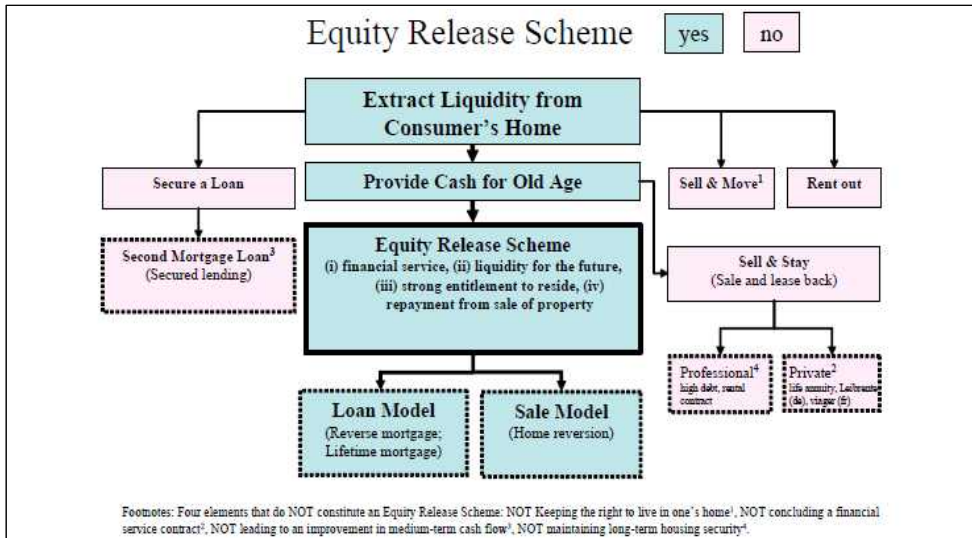 Equity Release Scheme
yes
no
Extract Liquidity from
Consumer's Home
Secure a Loan
Provide Cash for Old Age
Sell & Move¹
Rent out
Second Mortgage Loan³
(Secured lending)
Equity Release Scheme
(i) financial service, (ii) liquidity for the future,
(iii) strong entitlement to reside, (iv)
repayment from sale of property
Sell & Stay
(Sale and lease back)
Professional⁴
high debt, rental
contract
Private²
life annuity, Leibrente
(de), viager (fr)
Loan Model
(Reverse mortgage;
Lifetime mortgage)
Sale Model
(Home reversion)
Footnotes: Four elements that do NOT constitute an Equity Release Scheme: NOT Keeping the right to live in one's home¹, NOT concluding a financial
service contract², NOT leading to an improvement in medium-term cash flow³, NOT maintaining long-term housing security⁴.